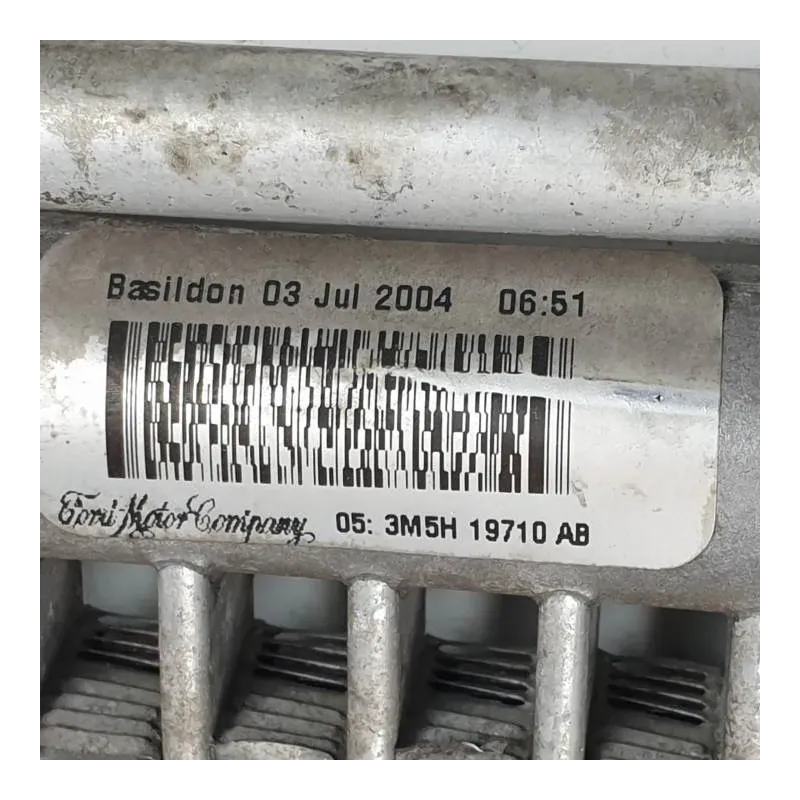 Basildon 03 Jul 2004 06:51
Ford Motor Company 05: 3M5H 19710 AB